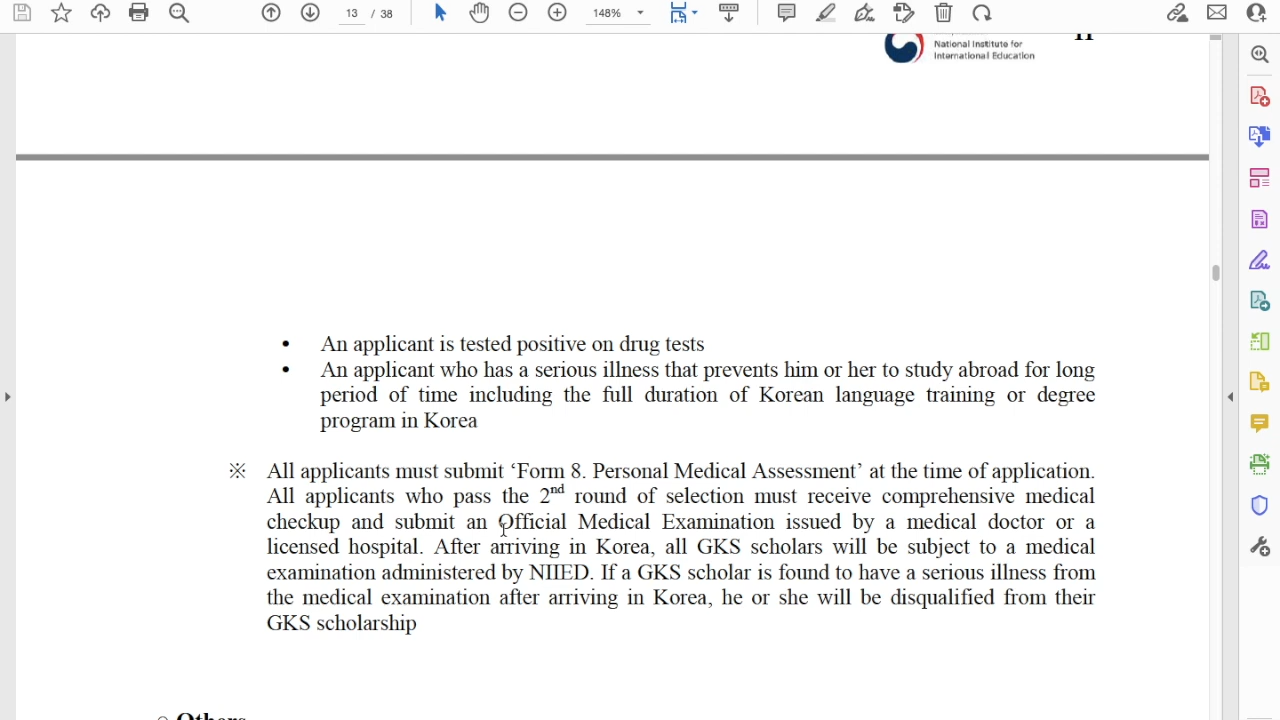 13 / 38
148%
National Institute for
International Education
• An applicant is tested positive on drug tests
• An applicant who has a serious illness that prevents him or her to study abroad for long
period of time including the full duration of Korean language training or degree
program in Korea
※ All applicants must submit ‘Form 8. Personal Medical Assessment’ at the time of application.
All applicants who pass the 2nd round of selection must receive comprehensive medical
checkup and submit an Official Medical Examination issued by a medical doctor or a
licensed hospital. After arriving in Korea, all GKS scholars will be subject to a medical
examination administered by NIIED. If a GKS scholar is found to have a serious illness from
the medical examination after arriving in Korea, he or she will be disqualified from their
GKS scholarship
○ Others